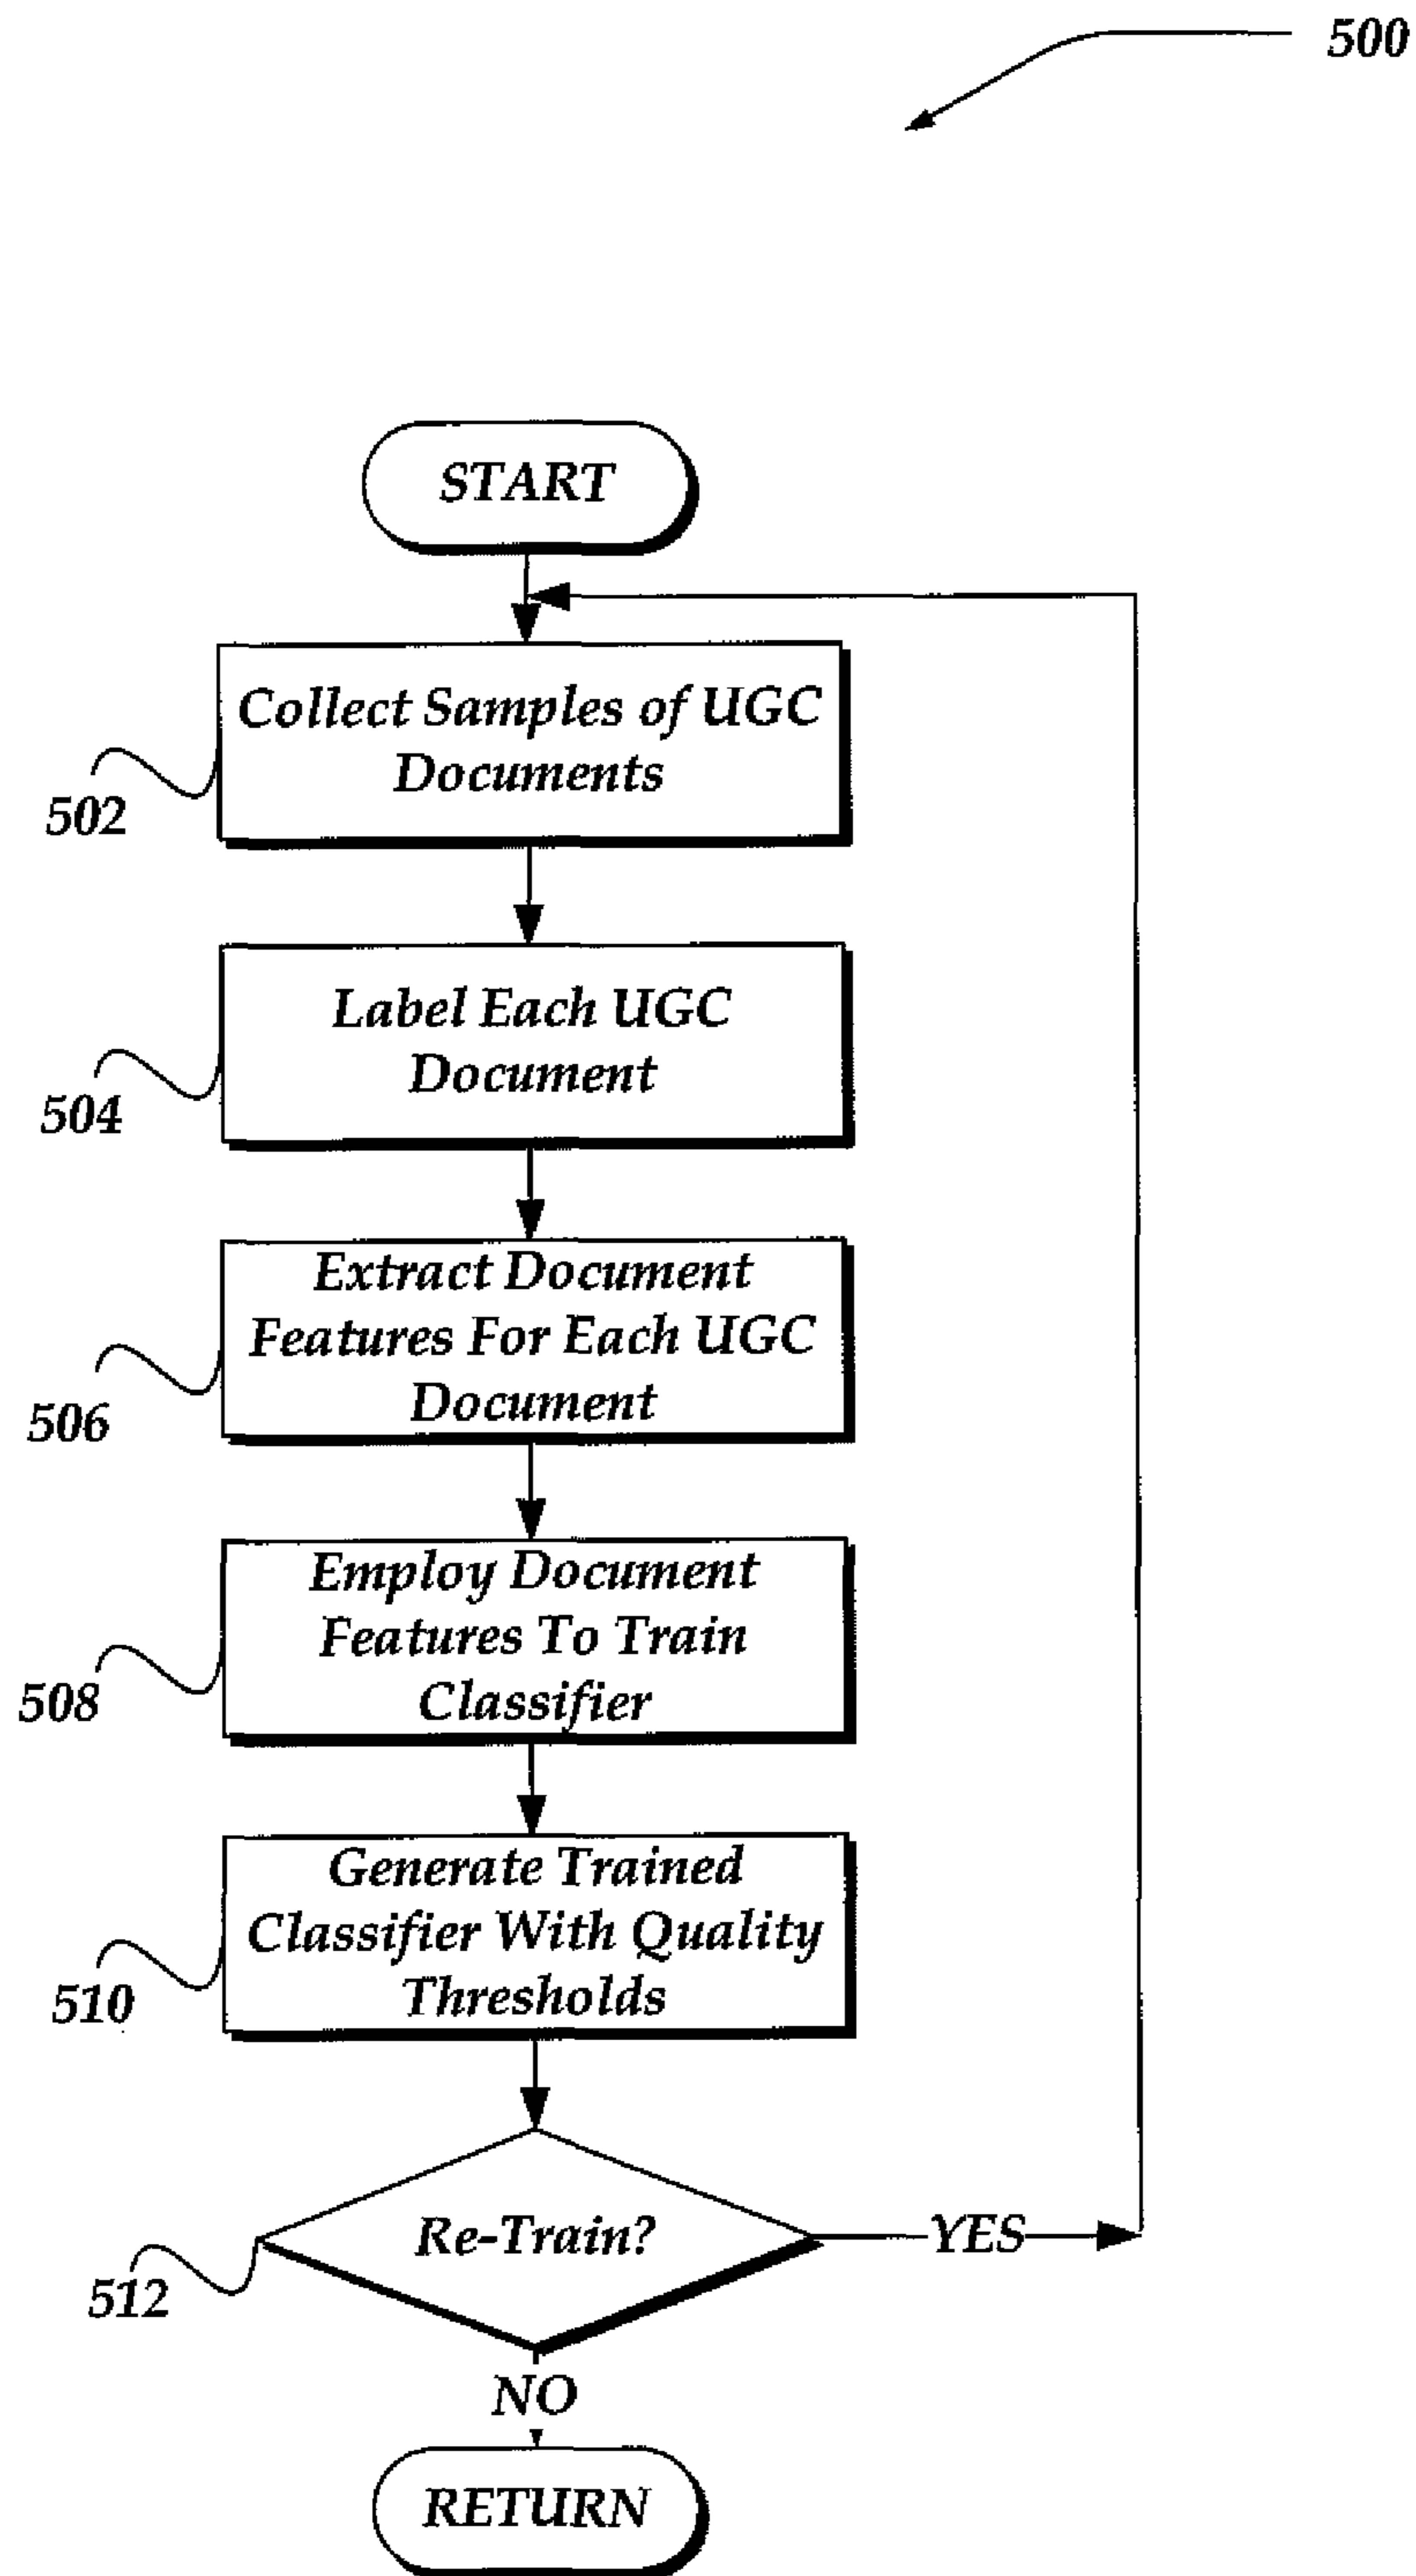 500
START
Collect Samples of UGC
Documents
502
Label Each UGC
Document
504
Extract Document
Features For Each UGC
Document
506
Employ Document
Features To Train
Classifier
508
Generate Trained
Classifier With Quality
Thresholds
510
Re-Train?
YES
512
NO
RETURN